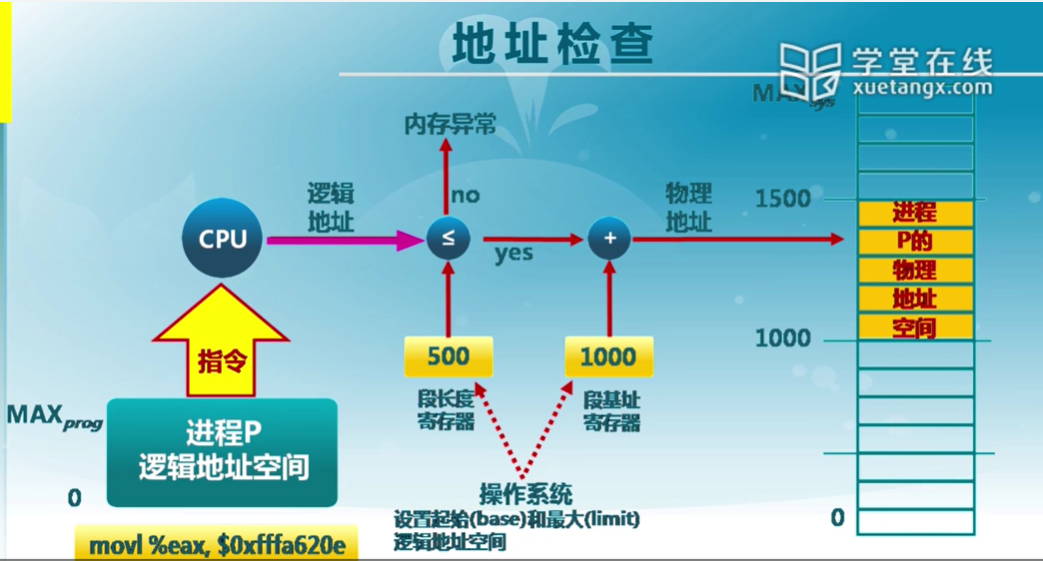 地址检查
学堂在线
xuetangx.com
MAXsys
内存异常
no
逻辑
地址
物理
地址
1500
CPU
≤
yes
+
进程
P的
物理
地址
空间
指令
500
1000
1000
段长度
寄存器
段基址
寄存器
MAXprog
进程P
逻辑地址空间
0
操作系统
设置起始(base)和最大(limit)
逻辑地址空间
0
movl %eax, $0xfffa620e